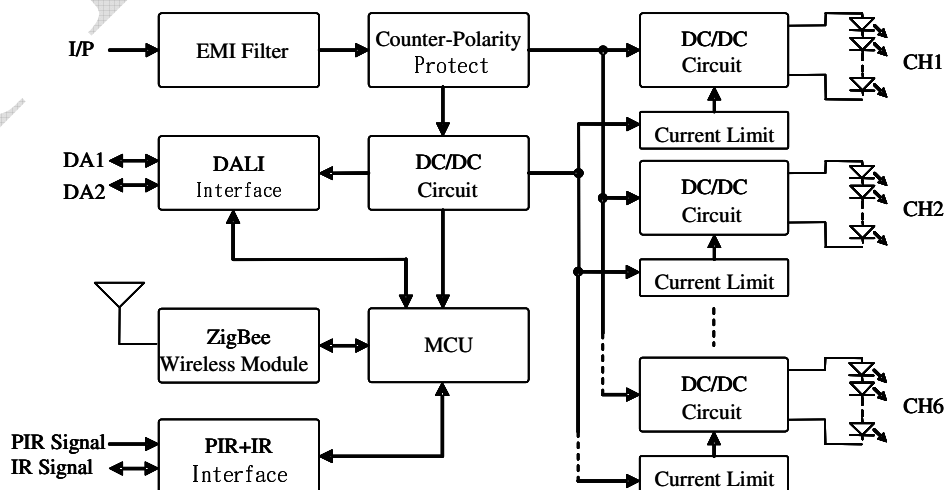 I/P
EMI Filter
Counter-Polarity
Protect
DC/DC
Circuit
CH1
Current Limit
DA1
DA2
DALI
Interface
DC/DC
Circuit
DC/DC
Circuit
CH2
Current Limit
ZigBee
Wireless Module
MCU
DC/DC
Circuit
CH6
PIR Signal
IR Signal
PIR+IR
Interface
Current Limit